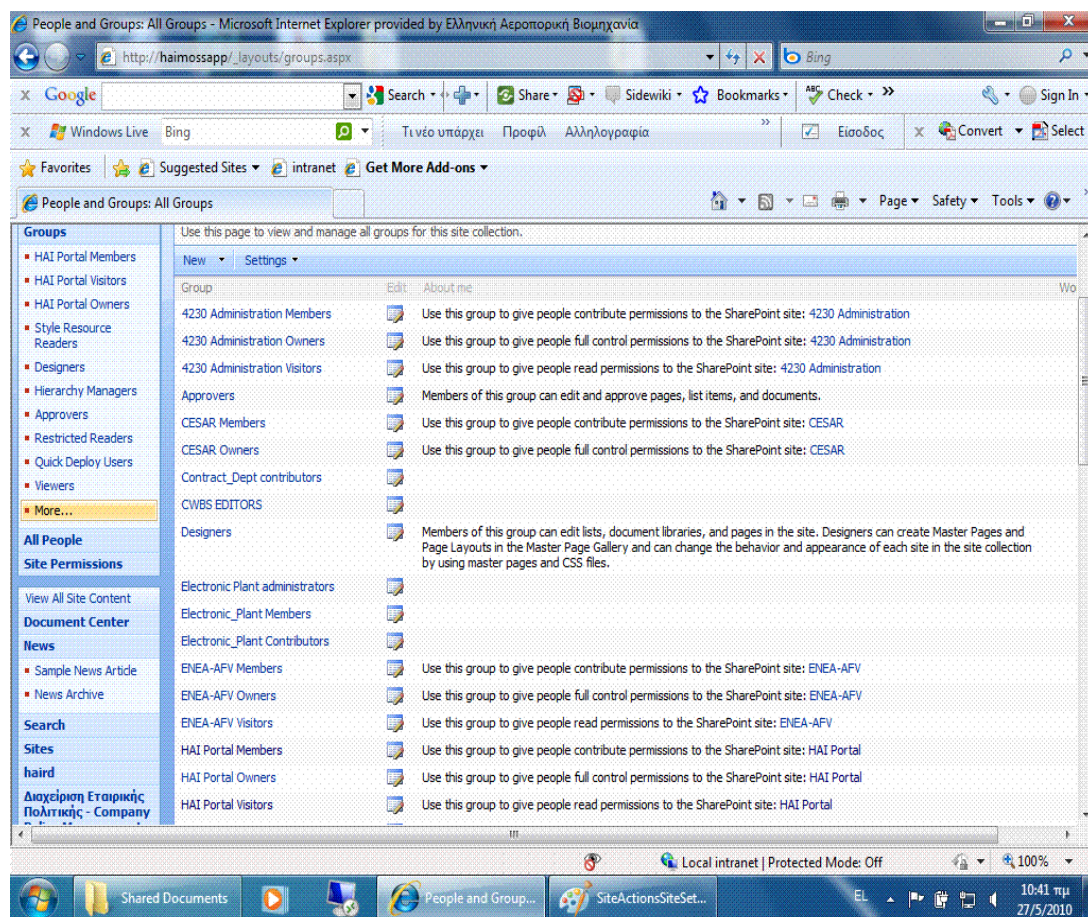 People and Groups: All Groups - Microsoft Internet Explorer provided by Ελληνική Αεροπορική Βιομηχανία
http://haimossapp/_layouts/groups.aspx
Bing
x Google Search Share Sidewiki Bookmarks Check >> Sign In
x Windows Live Bing Τι νέο υπάρχει Προφίλ Αλληλογραφία >> Είσοδος x Convert Select
Favorites Suggested Sites intranet Get More Add-ons
People and Groups: All Groups Page Safety Tools
Groups
HAI Portal Members
HAI Portal Visitors
HAI Portal Owners
Style Resource
Readers
Designers
Hierarchy Managers
Approvers
Restricted Readers
Quick Deploy Users
Viewers
More...
All People
Site Permissions
View All Site Content
Document Center
News
Sample News Article
News Archive
Search
Sites
haird
Διαχείριση Εταιρικής
Πολιτικής - Company
Use this page to view and manage all groups for this site collection.
New Settings
Group Edit About me Wo
4230 Administration Members Use this group to give people contribute permissions to the SharePoint site: 4230 Administration
4230 Administration Owners Use this group to give people full control permissions to the SharePoint site: 4230 Administration
4230 Administration Visitors Use this group to give people read permissions to the SharePoint site: 4230 Administration
Approvers Members of this group can edit and approve pages, list items, and documents.
CESAR Members Use this group to give people contribute permissions to the SharePoint site: CESAR
CESAR Owners Use this group to give people full control permissions to the SharePoint site: CESAR
Contract_Dept contributors
CWBS EDITORS
Designers Members of this group can edit lists, document libraries, and pages in the site. Designers can create Master Pages and
Page Layouts in the Master Page Gallery and can change the behavior and appearance of each site in the site collection
by using master pages and CSS files.
Electronic Plant administrators
Electronic_Plant Members
Electronic_Plant Contributors
ENEA-AFV Members Use this group to give people contribute permissions to the SharePoint site: ENEA-AFV
ENEA-AFV Owners Use this group to give people full control permissions to the SharePoint site: ENEA-AFV
ENEA-AFV Visitors Use this group to give people read permissions to the SharePoint site: ENEA-AFV
HAI Portal Members Use this group to give people contribute permissions to the SharePoint site: HAI Portal
HAI Portal Owners Use this group to give people full control permissions to the SharePoint site: HAI Portal
HAI Portal Visitors Use this group to give people read permissions to the SharePoint site: HAI Portal
Local intranet | Protected Mode: Off 100%
Shared Documents People and Group... SiteActionsSiteSet... EL 10:41 πμ
27/5/2010